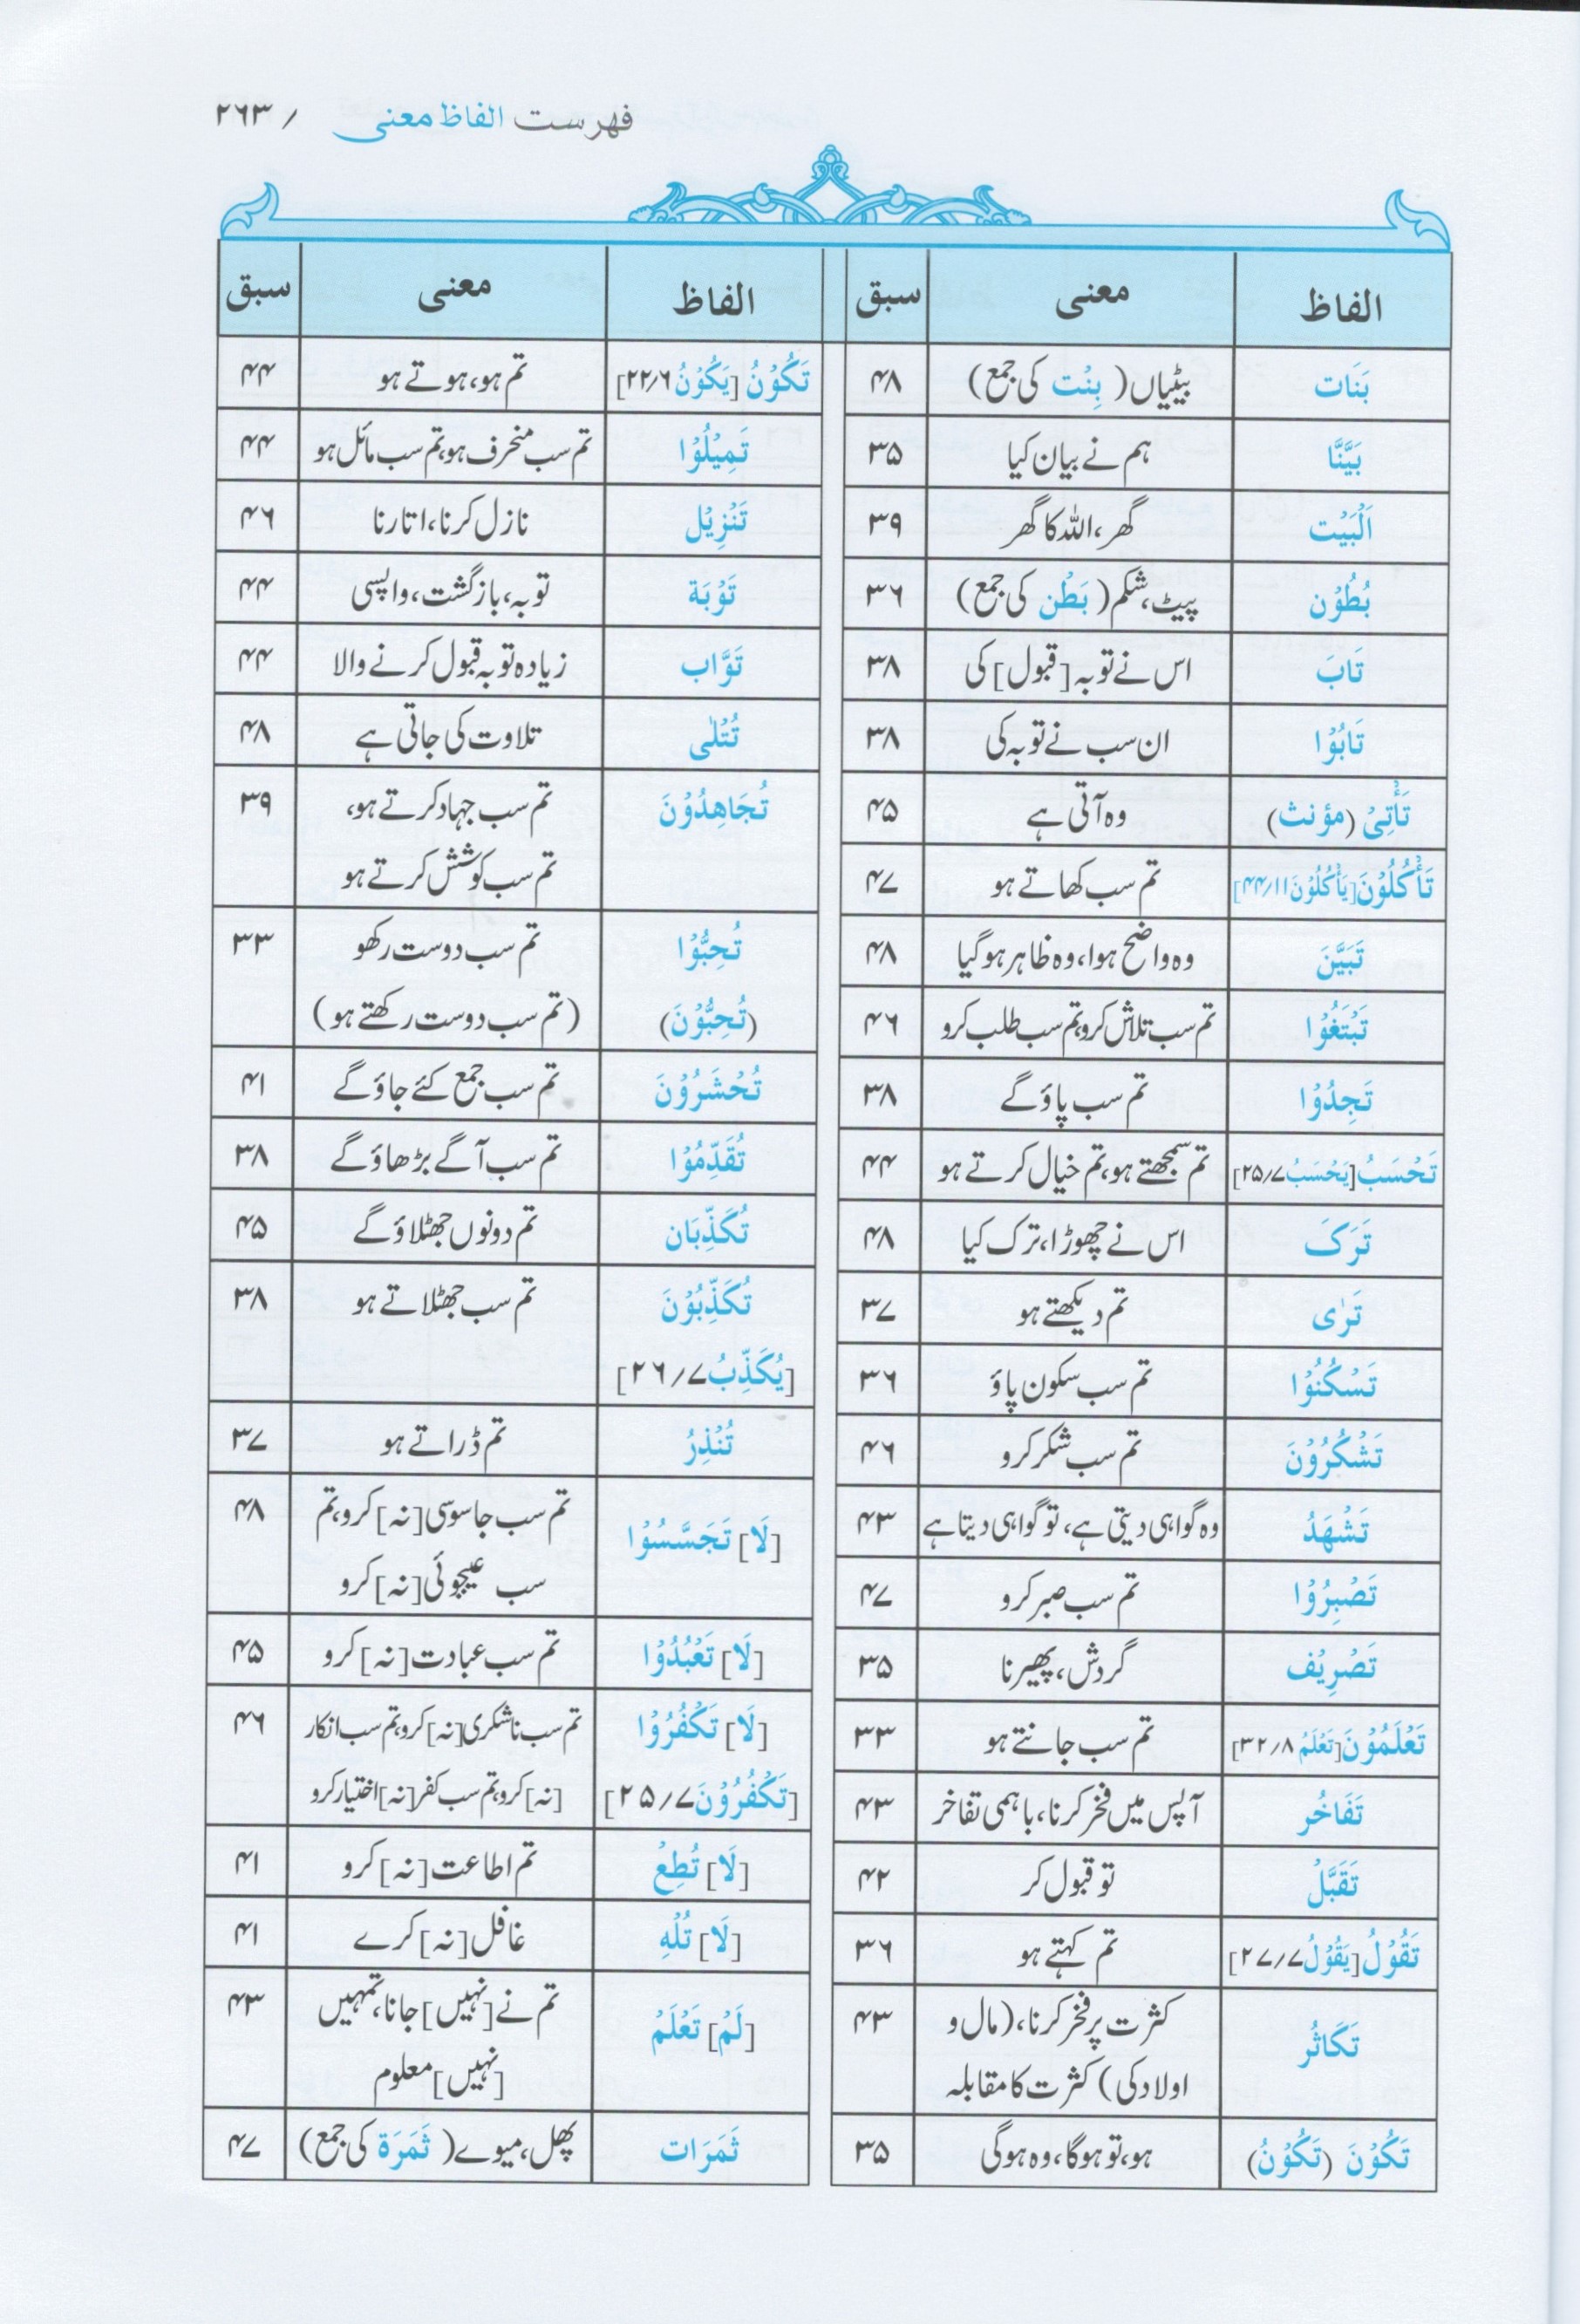 فہرست الفاظ معنی / ۲۶۳
الفاظ معنی سبق
بَنَات بیٹیاں (بِنْت کی جمع) ۴۸
بَيَّنَّا ہم نے بیان کیا ۳۵
اَلْبَيْت گھر، اللہ کا گھر ۳۹
بُطُوْن پیٹ، شکم (بَطْن کی جمع) ۳۶
تَابَ اس نے توبہ [قبول] کی ۳۸
تَابُوْا ان سب نے توبہ کی ۳۸
تَأْتِيْ (مؤنث) وہ آتی ہے ۴۵
تَأْكُلُوْنَ [يَأْكُلُوْنَ ۴۴/۱۱] تم سب کھاتے ہو ۴۷
تَبَيَّنَ وہ واضح ہوا، وہ ظاہر ہوگیا ۴۸
تَبْتَغُوْا تم سب تلاش کرو، تم سب طلب کرو ۴۶
تَجِدُوْا تم سب پاؤ گے ۳۸
تَحْسَبُ [يَحْسَبُ ۲۵/۷] تم سمجھتے ہو، تم خیال کرتے ہو ۴۴
تَرَكَ اس نے چھوڑا، ترک کیا ۴۸
تَرٰى تم دیکھتے ہو ۳۷
تَسْكُنُوْا تم سب سکون پاؤ ۳۶
تَشْكُرُوْنَ تم سب شکر کرو ۴۶
تَشْهَدُ وہ گواہی دیتی ہے، تو گواہی دیتا ہے ۴۳
تَصْبِرُوْا تم سب صبر کرو ۴۷
تَصْرِيْف گردش، پھیرنا ۳۵
تَعْلَمُوْنَ [تَعْلَمُ ۳۲/۸] تم سب جانتے ہو ۳۳
تَفَاخُر آپس میں فخر کرنا، باہمی تفاخر ۴۳
تَقَبَّلْ تو قبول کر ۴۲
تَقُوْلُ [يَقُوْلُ ۲۷/۷] تم کہتے ہو ۳۶
تَكَاثُر کثرت پر فخر کرنا، (مال و ۴۳
اولاد کی) کثرت کا مقابلہ
تَكُوْنَ (تَكُوْنُ) ہو، تو ہوگا، وہ ہوگی ۳۵
الفاظ معنی سبق
تَكُوْنُ [يَكُوْنُ ۲۲/۶] تم ہو، ہوتے ہو ۴۴
تَمِيْلُوْا تم سب منحرف ہو، تم سب مائل ہو ۴۴
تَنْزِيْل نازل کرنا، اتارنا ۴۶
تَوْبَة توبہ، بازگشت، واپسی ۴۴
تَوَّاب زیادہ توبہ قبول کرنے والا ۴۴
تُتْلٰى تلاوت کی جاتی ہے ۴۸
تُجَاهِدُوْنَ تم سب جہاد کرتے ہو، ۳۹
تم سب کوشش کرتے ہو
تُحِبُّوْا تم سب دوست رکھو ۳۳
(تُحِبُّوْنَ) (تم سب دوست رکھتے ہو)
تُحْشَرُوْنَ تم سب جمع کئے جاؤ گے ۴۱
تُقَدِّمُوْا تم سب آگے بڑھاؤ گے ۳۸
تُكَذِّبَان تم دونوں جھٹلاؤ گے ۴۵
تُكَذِّبُوْنَ تم سب جھٹلاتے ہو ۳۸
[يُكَذِّبُ ۲۶/۷]
تُنْذِرُ تم ڈراتے ہو ۳۷
[لَا] تَجَسَّسُوْا تم سب جاسوسی [نہ] کرو، تم ۴۸
سب عیبجوئی [نہ] کرو
[لَا] تَعْبُدُوْا تم سب عبادت [نہ] کرو ۴۵
[لَا] تَكْفُرُوْا تم سب ناشکری [نہ] کرو، تم سب انکار ۴۶
[تَكْفُرُوْنَ ۲۵/۷] [نہ] کرو، تم سب کفر [نہ] اختیار کرو
[لَا] تُطِعْ تم اطاعت [نہ] کرو ۴۱
[لَا] تُلْهِ غافل [نہ] کرے ۴۱
[لَمْ] تَعْلَمْ تم نے [نہیں] جانا، تمہیں ۴۳
[نہیں] معلوم
ثَمَرَات پھل، میوے (ثَمَرَة کی جمع) ۴۷